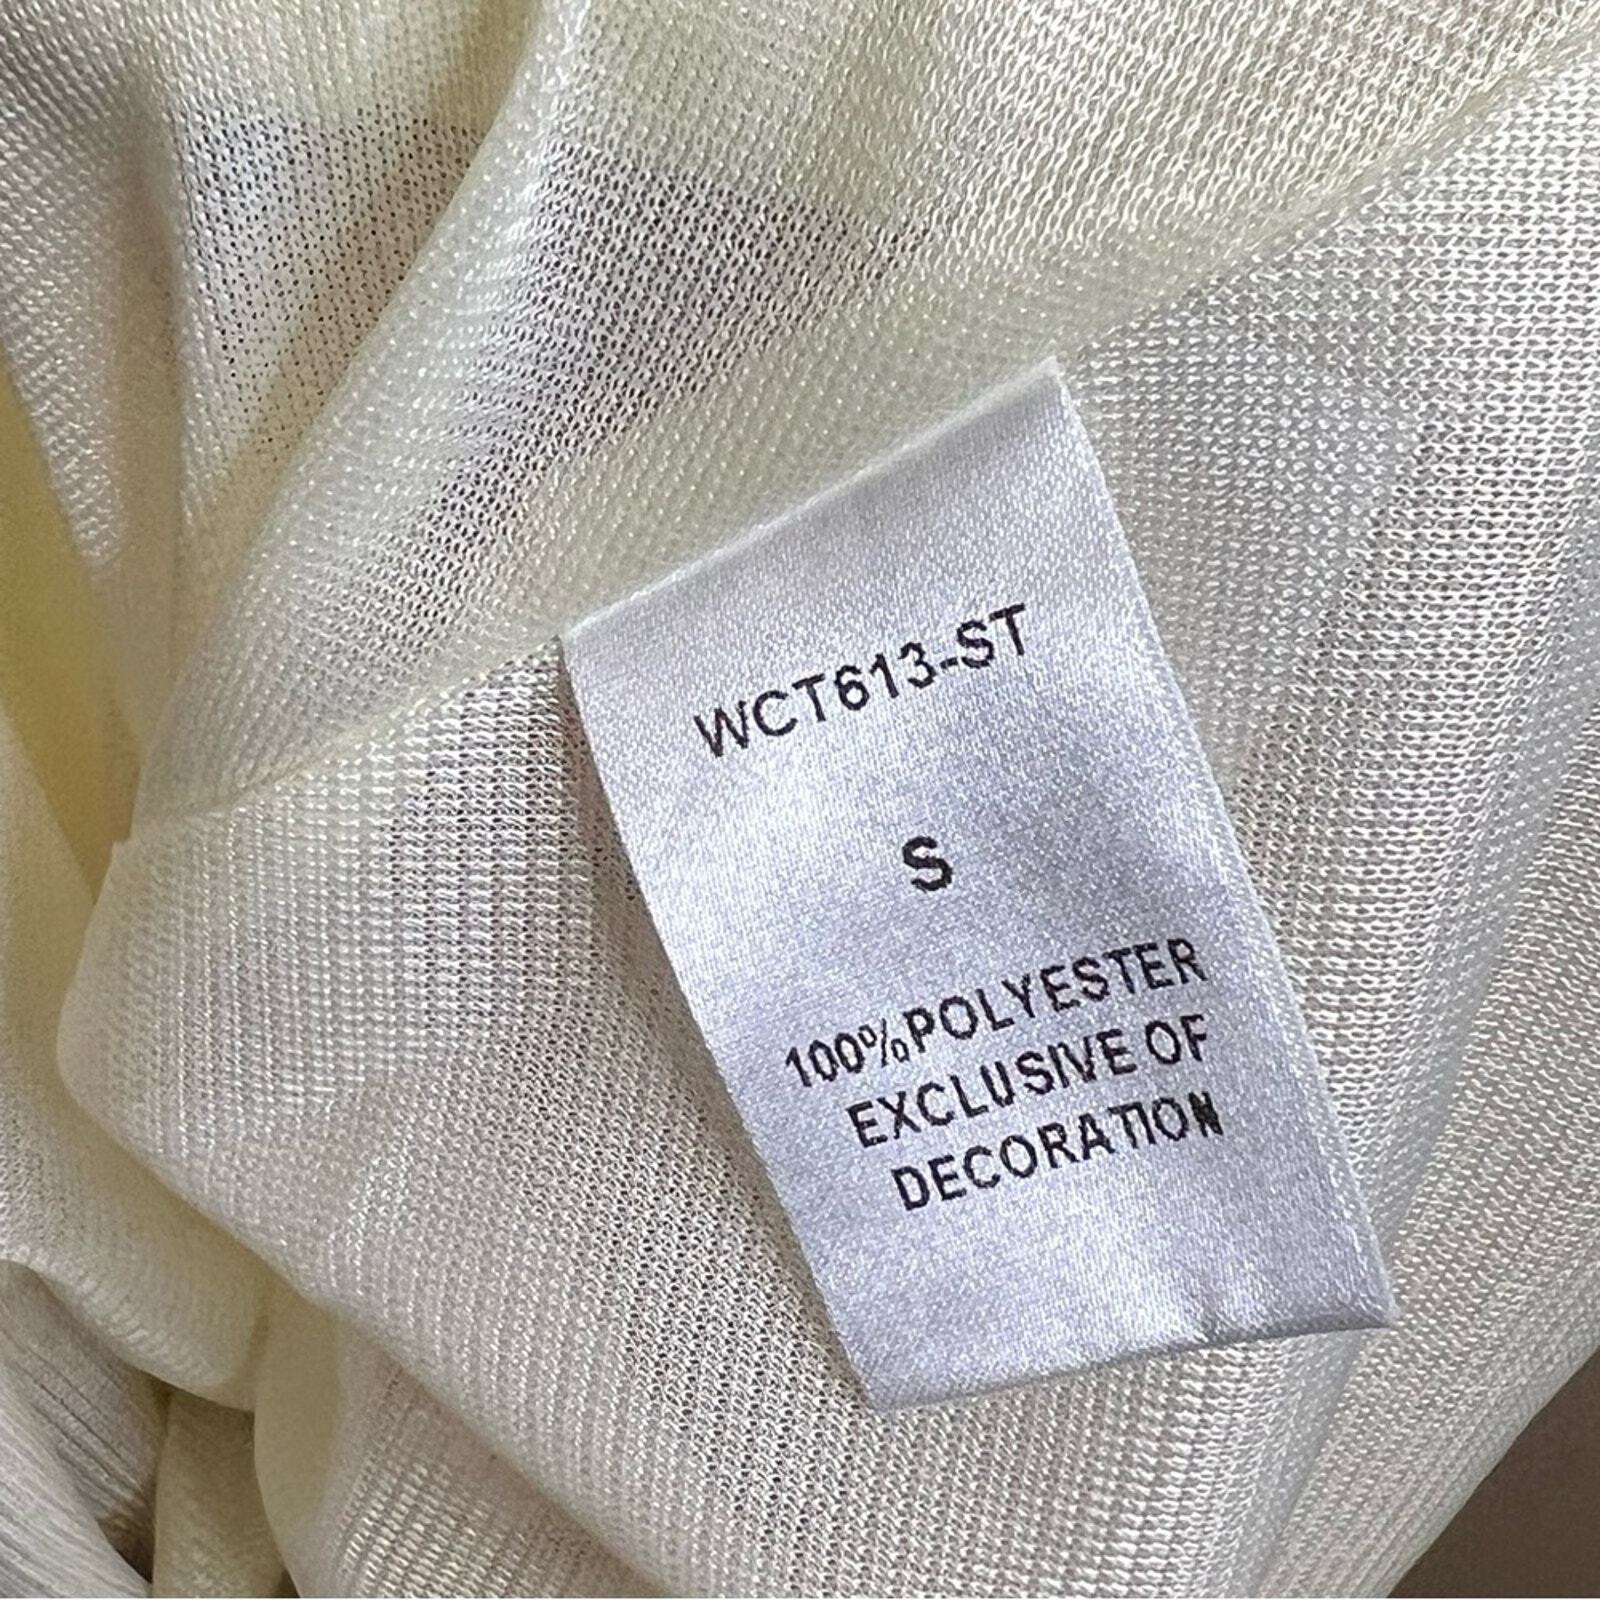 WCT613-ST
S
100%POLYESTER
EXCLUSIVE OF
DECORATION